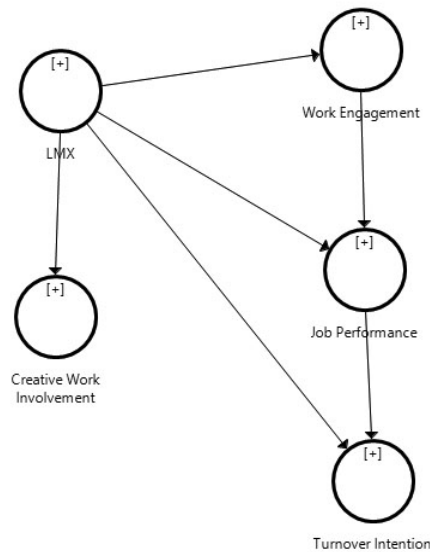 [+]
Work Engagement
[+]
LMX
[+]
Job Performance
[+]
Creative Work
Involvement
[+]
Turnover Intention